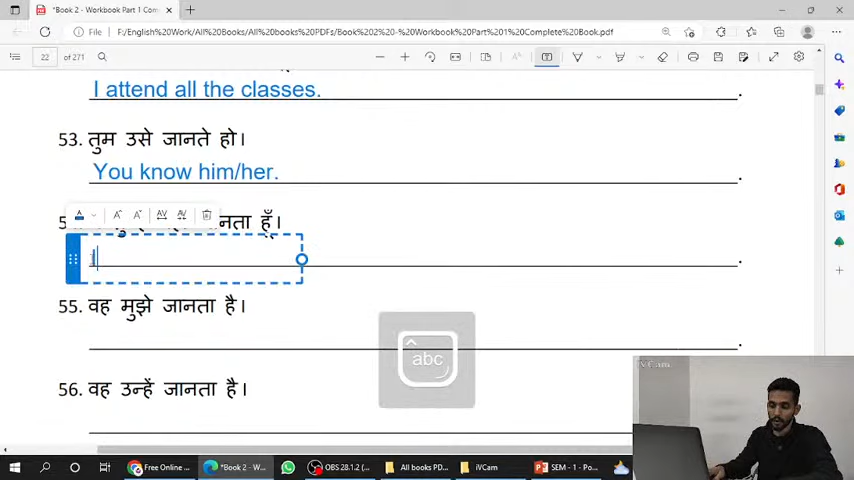 *Book 2 - Workbook Part 1 Com
File
F:/English%20Work/All%20Books/All%20books%20PDFs/Book%202%20-%20Workbook%20Part%201%20Complete%20Book.pdf
22 of 271
I attend all the classes.
53. तुम उसे जानते हो।
You know him/her.
हूँ।
I
55. वह मुझे जानता है।
abc
56. वह उन्हें जानता है।
iVCam
Free Online ...
*Book 2 - W...
OBS 28.1.2 (...
All books PD...
iVCam
SEM - 1 - Po...